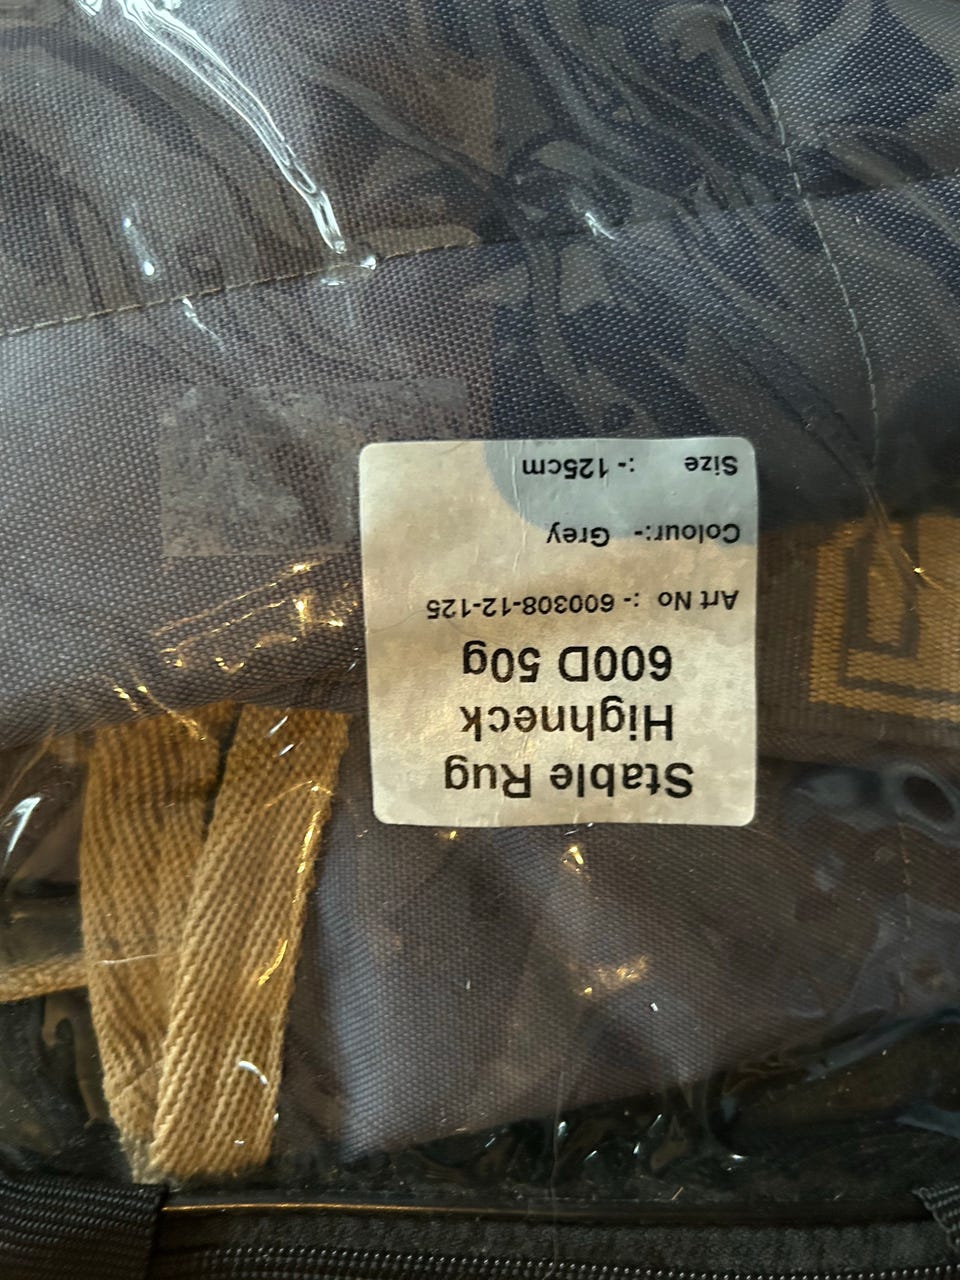 Stable Rug
Highneck
600D 50g
Art No :- 600308-12-125
Colour:- Grey
Size :- 125cm